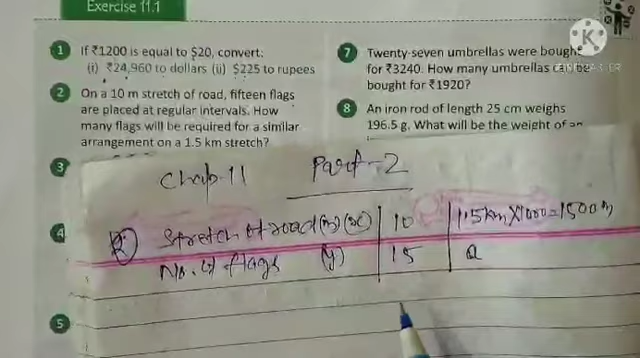 Exercise 11.1
1 If ₹1200 is equal to $20, convert:
(i) ₹24,960 to dollars (ii) $225 to rupees
2 On a 10 m stretch of road, fifteen flags
are placed at regular intervals. How
many flags will be required for a similar
arrangement on a 1.5 km stretch?
3
4
5
7 Twenty-seven umbrellas were bought
for ₹3240. How many umbrellas can be
bought for ₹1920?
8 An iron rod of length 25 cm weighs
196.5 g. What will be the weight of an
K
Chap-11 Part-2
Stretch of road (m) (x) 10 1.5km X 1000 = 1500 m
No. of flags (y) 15 a